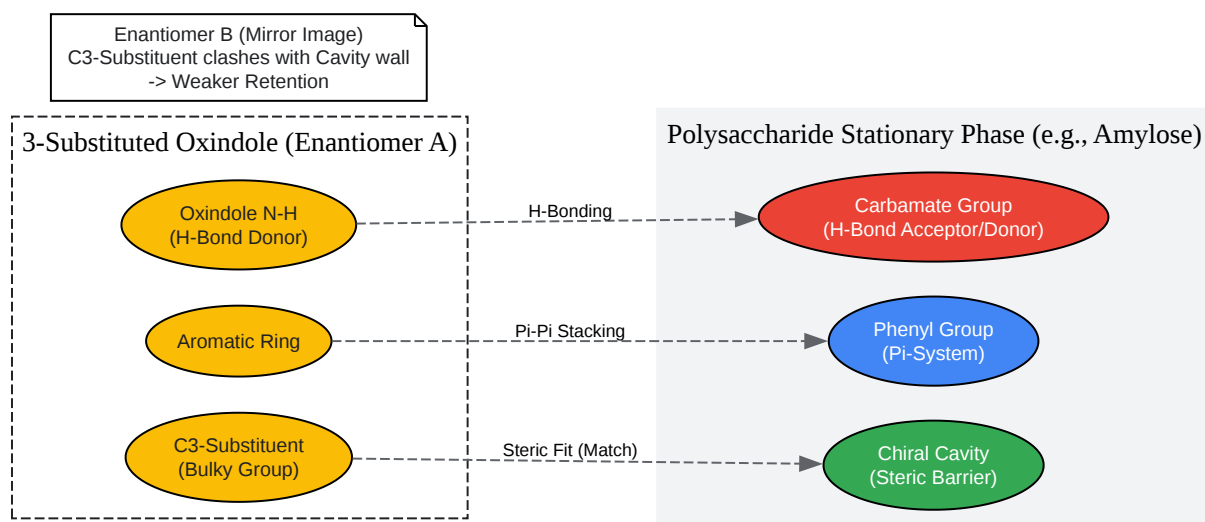 Enantiomer B (Mirror Image)
C3-Substituent clashes with Cavity wall
-> Weaker Retention
3-Substituted Oxindole (Enantiomer A)
Polysaccharide Stationary Phase (e.g., Amylose)
Oxindole N-H
(H-Bond Donor)
H-Bonding
Carbamate Group
(H-Bond Acceptor/Donor)
Aromatic Ring
Pi-Pi Stacking
Phenyl Group
(Pi-System)
C3-Substituent
(Bulky Group)
Steric Fit (Match)
Chiral Cavity
(Steric Barrier)